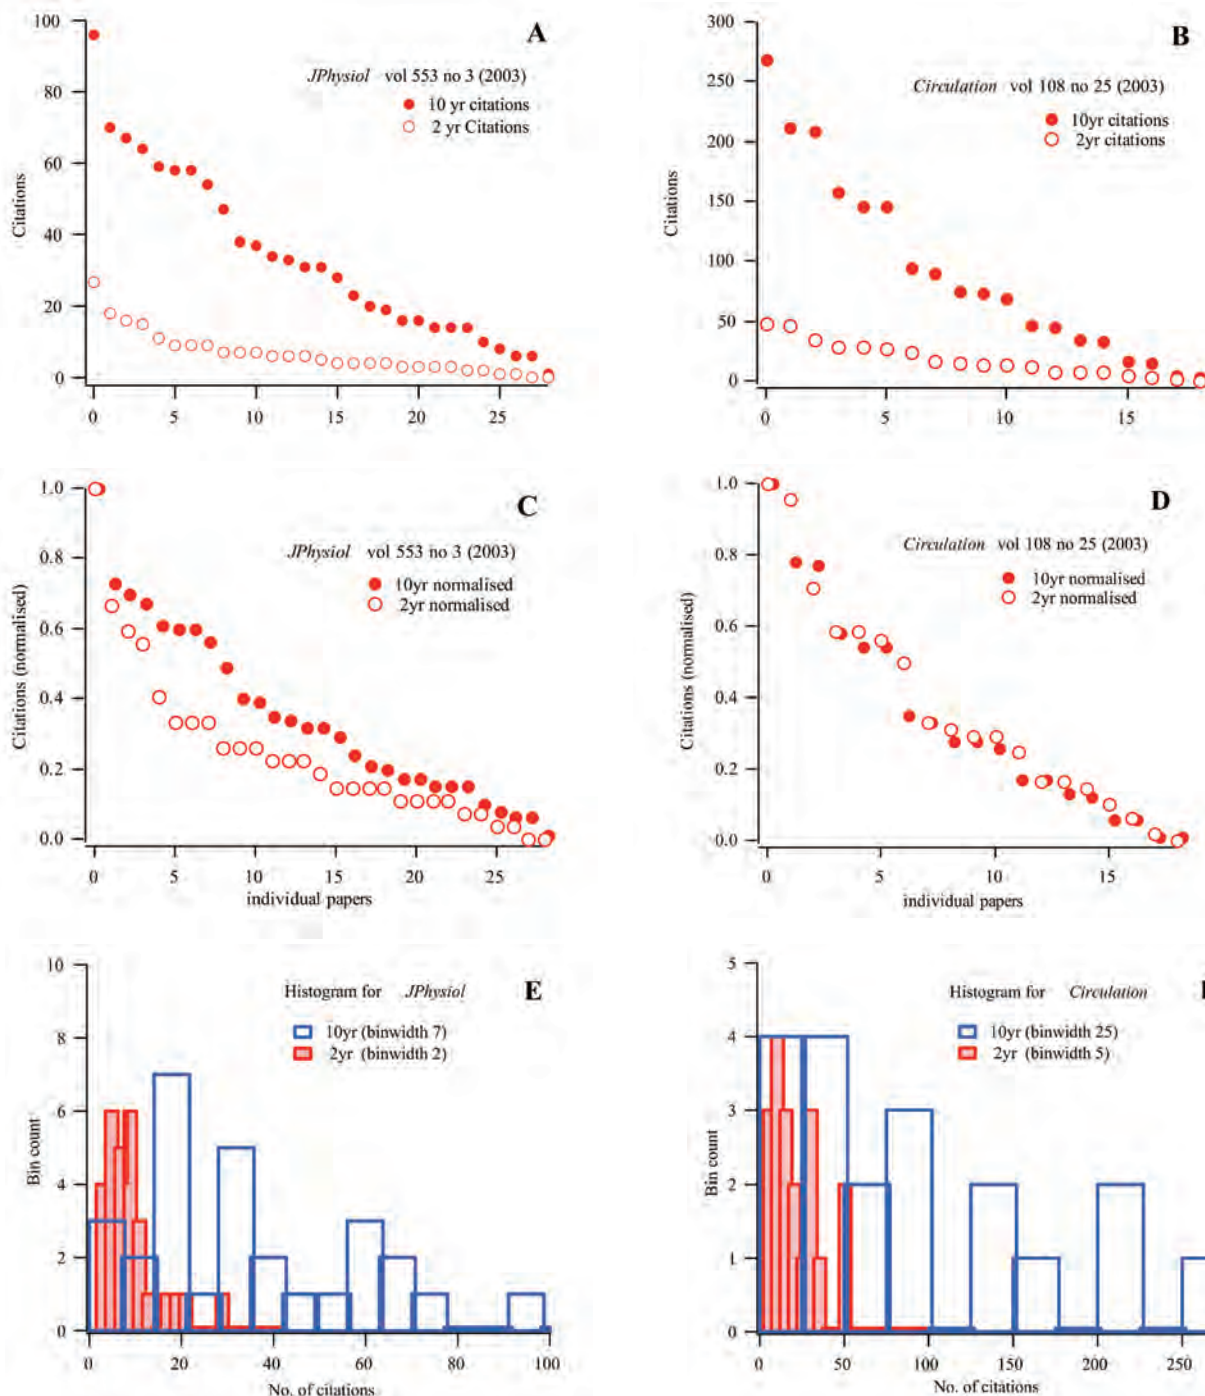 A
JPhysiol vol 553 no 3 (2003)
10 yr citations
2 yr Citations
Citations
100
80
60
40
20
0
0 5 10 15 20 25
B
Circulation vol 108 no 25 (2003)
10yr citations
2yr citations
Citations
300
250
200
150
100
50
0
0 5 10 15
C
JPhysiol vol 553 no 3 (2003)
10yr normalised
2yr normalised
Citations (normalised)
1.0
0.8
0.6
0.4
0.2
0.0
0 5 10 15 20 25
individual papers
D
Circulation vol 108 no 25 (2003)
10yr normalised
2yr normalised
Citations (normalised)
1.0
0.8
0.6
0.4
0.2
0.0
0 5 10 15
individual papers
E
Histogram for JPhysiol
10yr (binwidth 7)
2yr (binwidth 2)
Bin count
10
8
6
4
2
0
0 20 40 60 80 100
No. of citations
Histogram for Circulation
10yr (binwidth 25)
2yr (binwidth 5)
Bin count
5
4
3
2
1
0
0 50 100 150 200 250
No. of citations